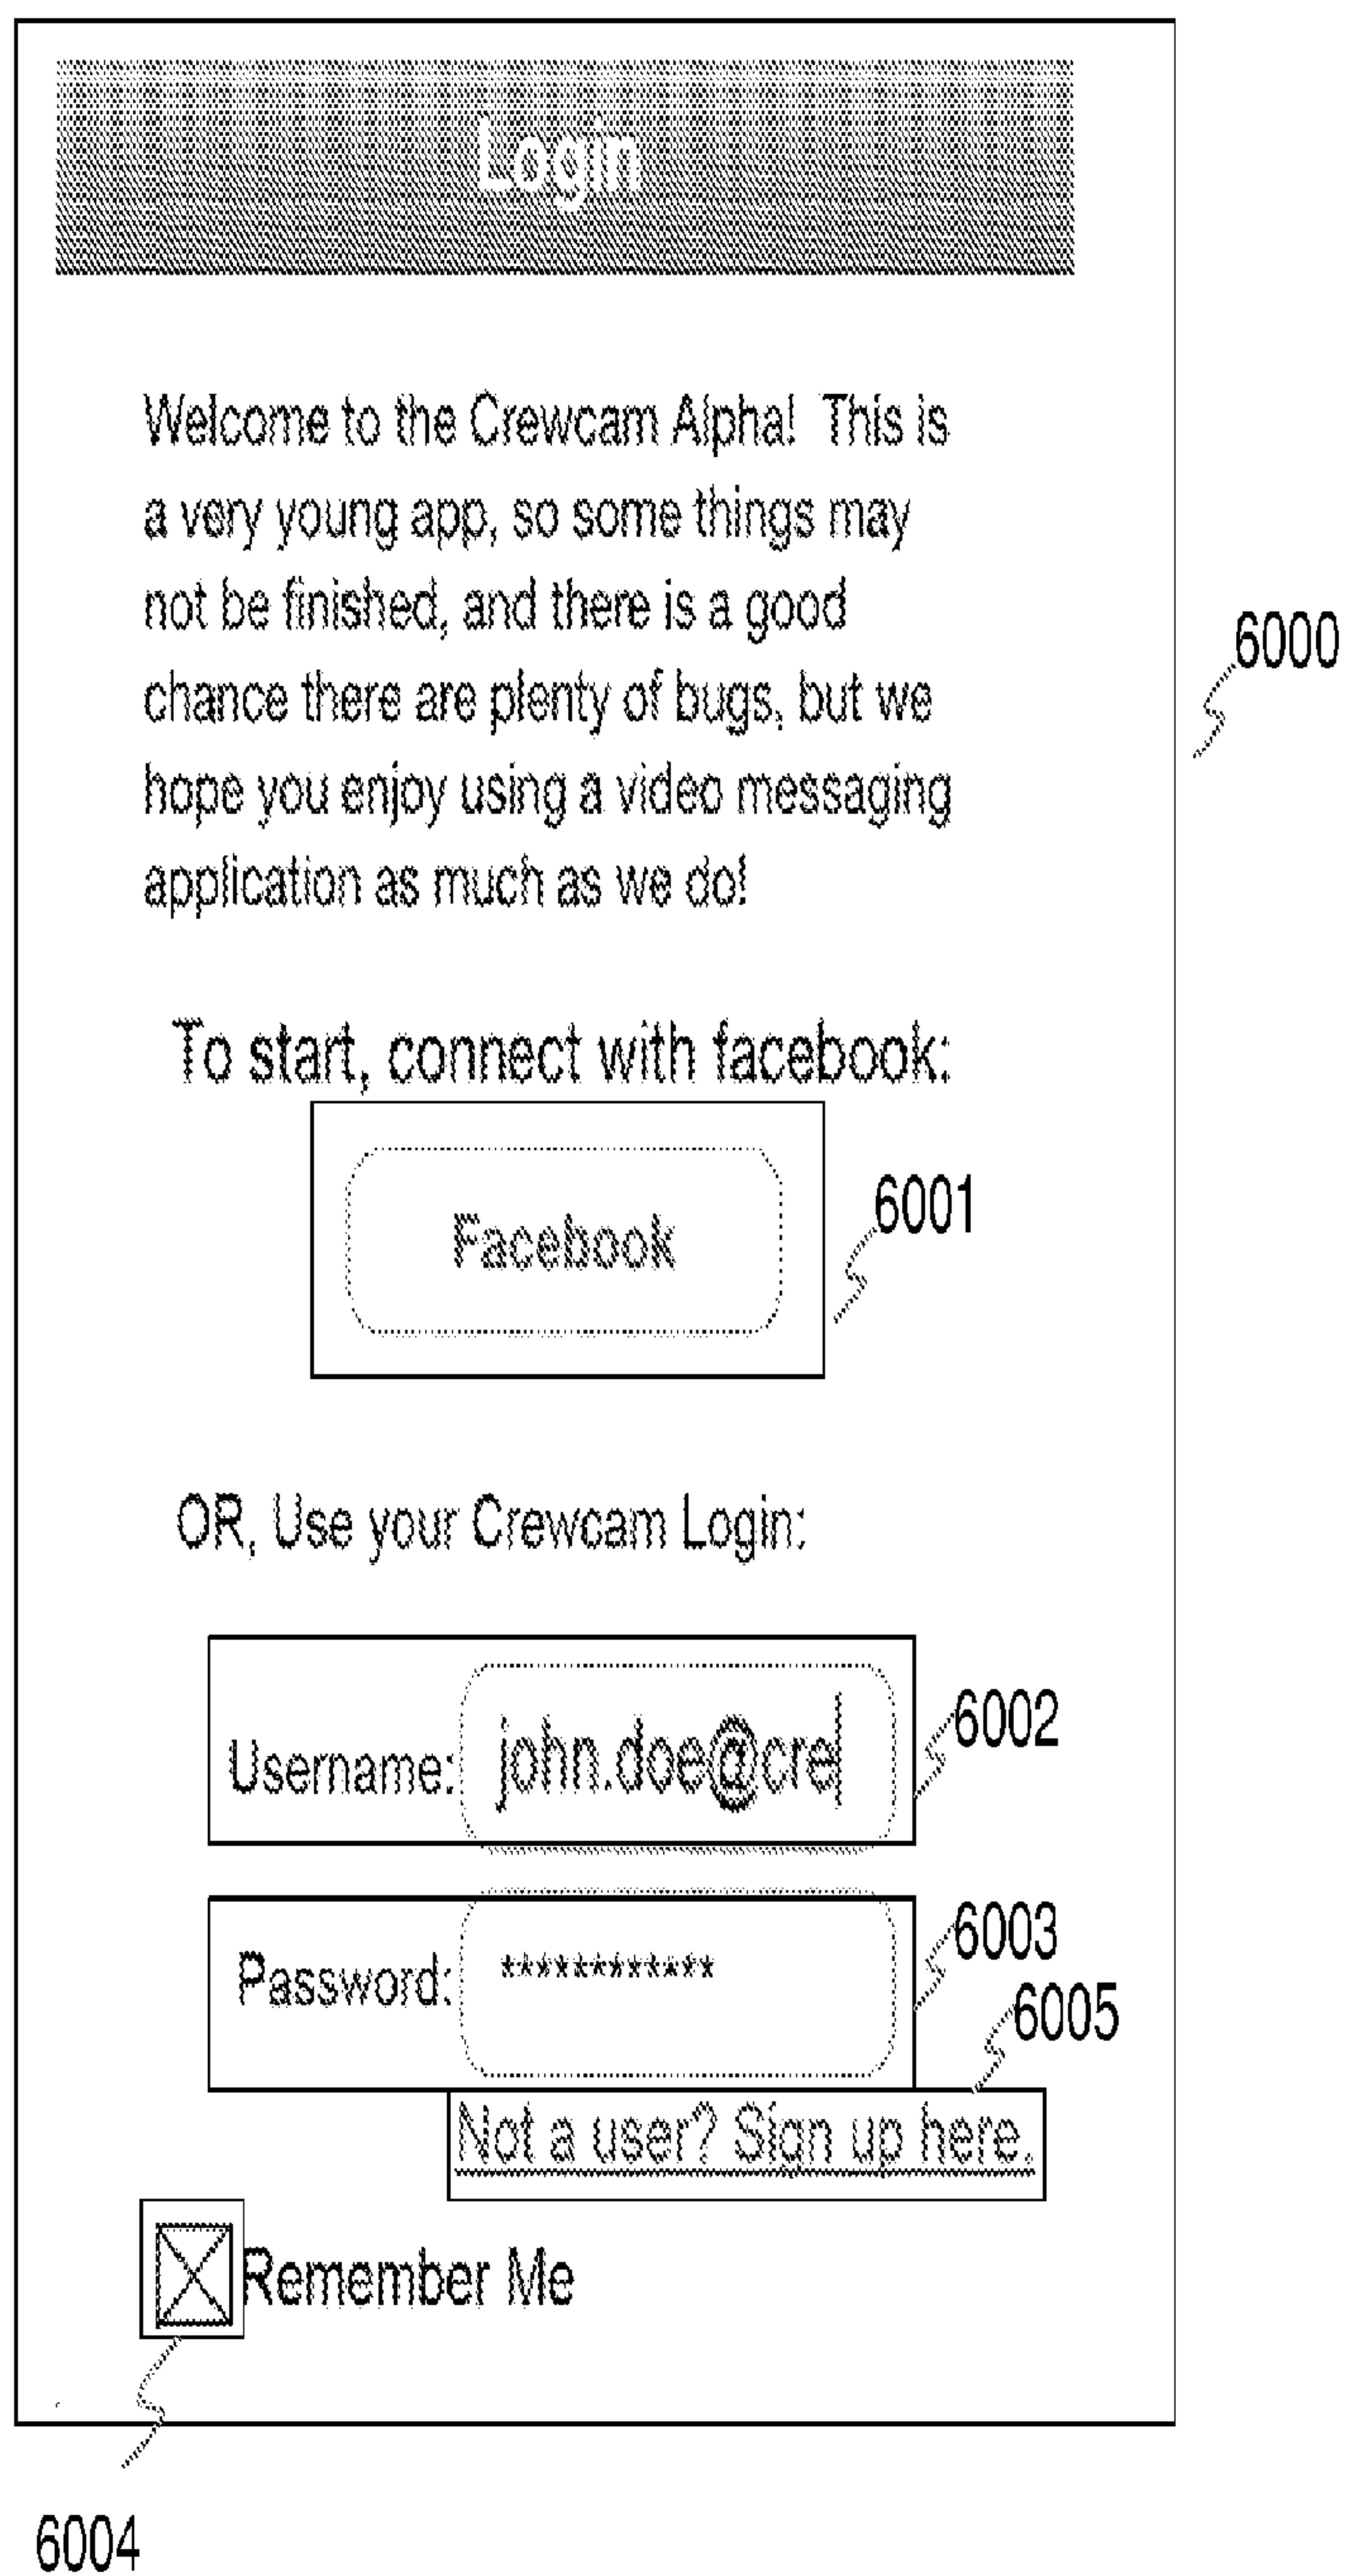 Login
Welcome to the Crewcam Alpha! This is
a very young app, so some things may
not be finished, and there is a good
chance there are plenty of bugs, but we
hope you enjoy using a video messaging
application as much as we do!
6000
To start, connect with facebook:
Facebook
6001
OR, Use your Crewcam Login:
Username: john.doe@cre
6002
Password: ************
6003
6005
Not a user? Sign up here.
Remember Me
6004